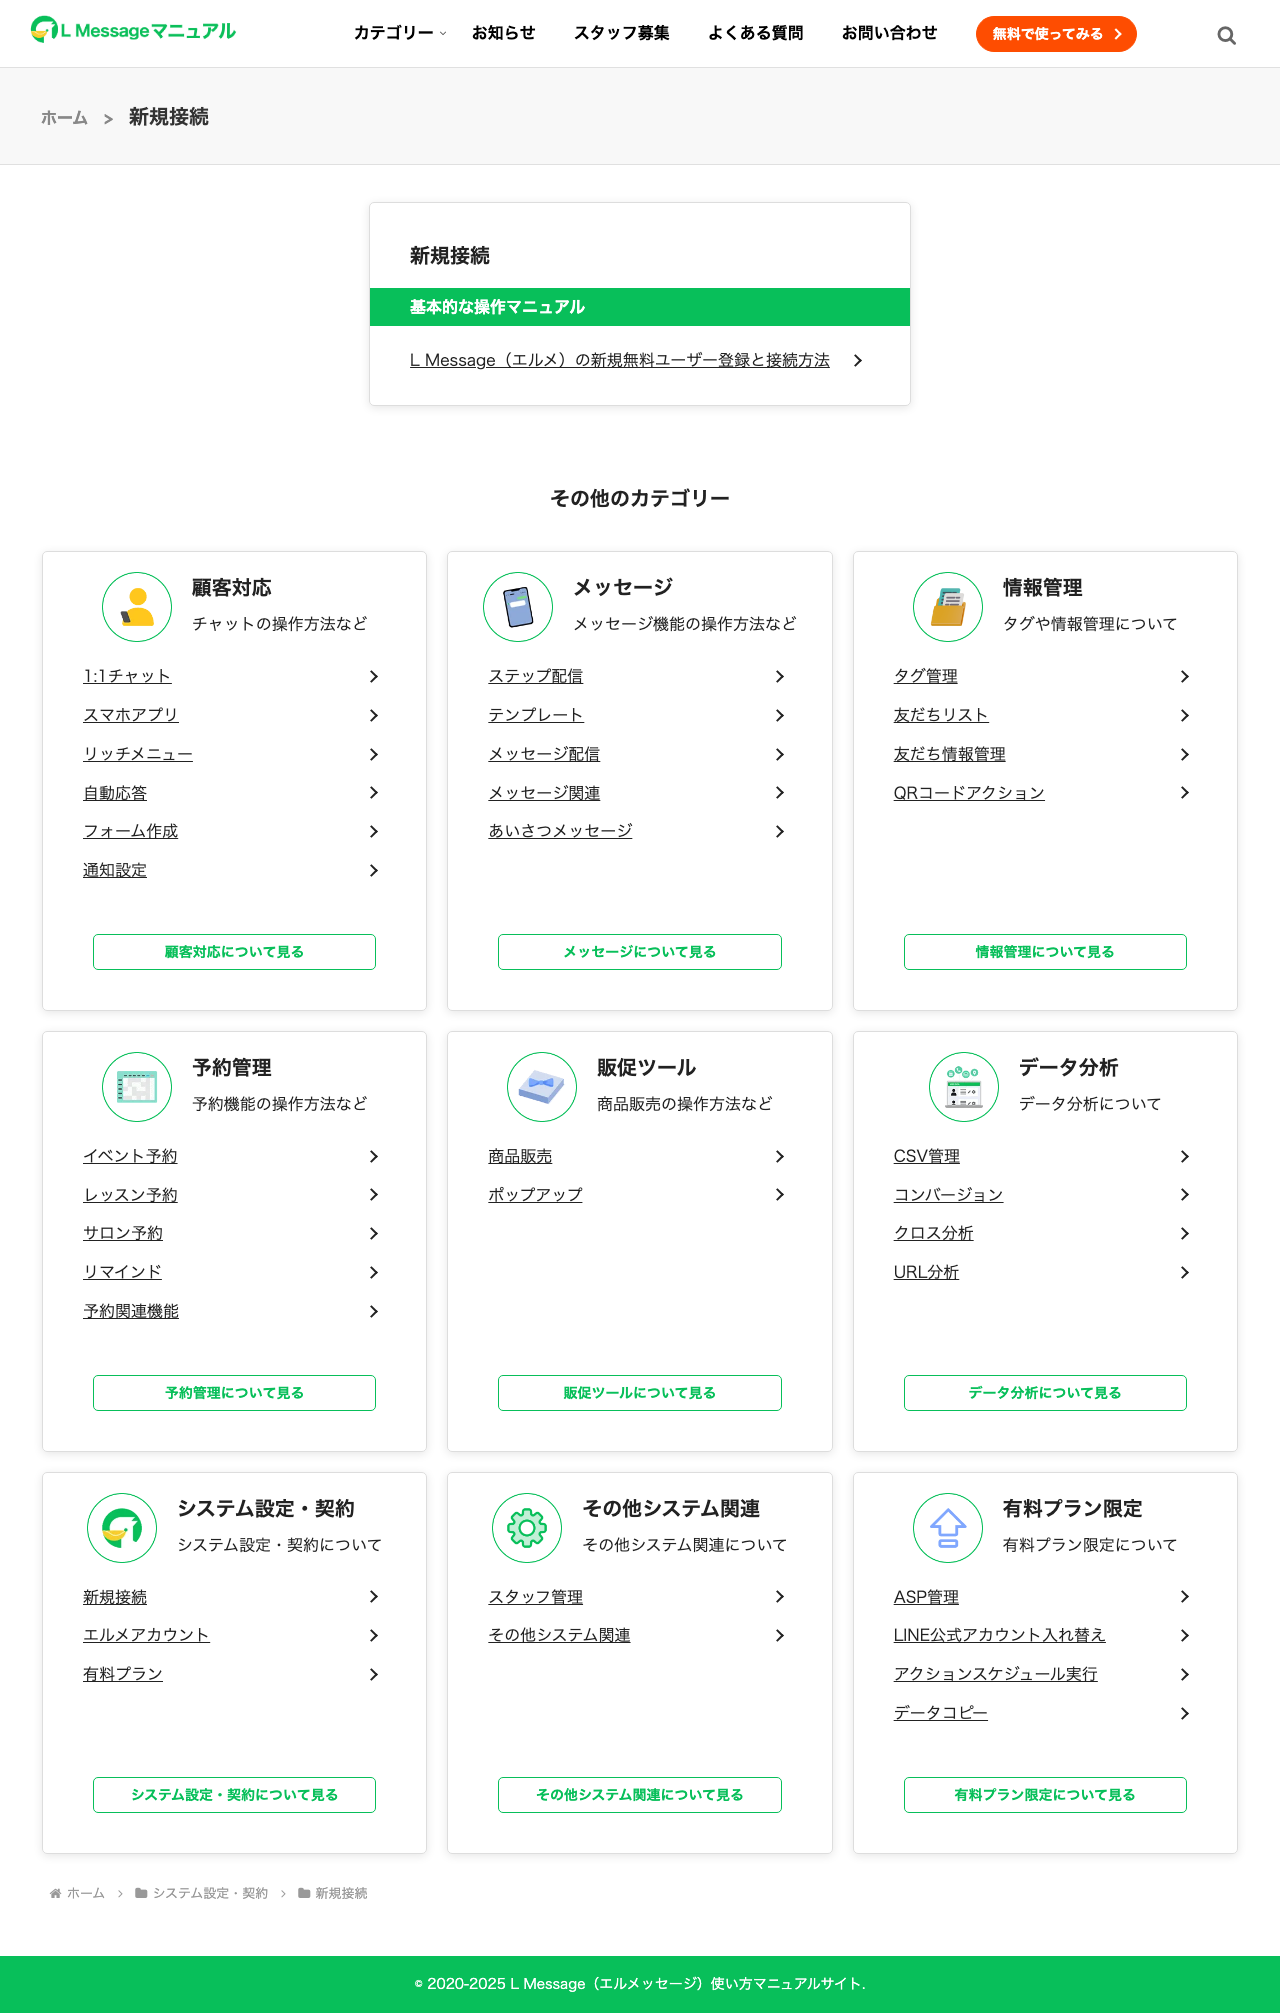 L Messageマニュアル
カテゴリー
お知らせ
スタッフ募集
よくある質問
お問い合わせ
無料で使ってみる
ホーム > 新規接続
新規接続
基本的な操作マニュアル
L Message（エルメ）の新規無料ユーザー登録と接続方法
その他のカテゴリー
顧客対応
チャットの操作方法など
1:1チャット
スマホアプリ
リッチメニュー
自動応答
フォーム作成
通知設定
顧客対応について見る
メッセージ
メッセージ機能の操作方法など
ステップ配信
テンプレート
メッセージ配信
メッセージ関連
あいさつメッセージ
メッセージについて見る
情報管理
タグや情報管理について
タグ管理
友だちリスト
友だち情報管理
QRコードアクション
情報管理について見る
予約管理
予約機能の操作方法など
イベント予約
レッスン予約
サロン予約
リマインド
予約関連機能
予約管理について見る
販促ツール
商品販売の操作方法など
商品販売
ポップアップ
販促ツールについて見る
データ分析
データ分析について
CSV管理
コンバージョン
クロス分析
URL分析
データ分析について見る
システム設定・契約
システム設定・契約について
新規接続
エルメアカウント
有料プラン
システム設定・契約について見る
その他システム関連
その他システム関連について
スタッフ管理
その他システム関連
その他システム関連について見る
有料プラン限定
有料プラン限定について
ASP管理
LINE公式アカウント入れ替え
アクションスケジュール実行
データコピー
有料プラン限定について見る
ホーム > システム設定・契約 > 新規接続
© 2020-2025 L Message（エルメッセージ）使い方マニュアルサイト.